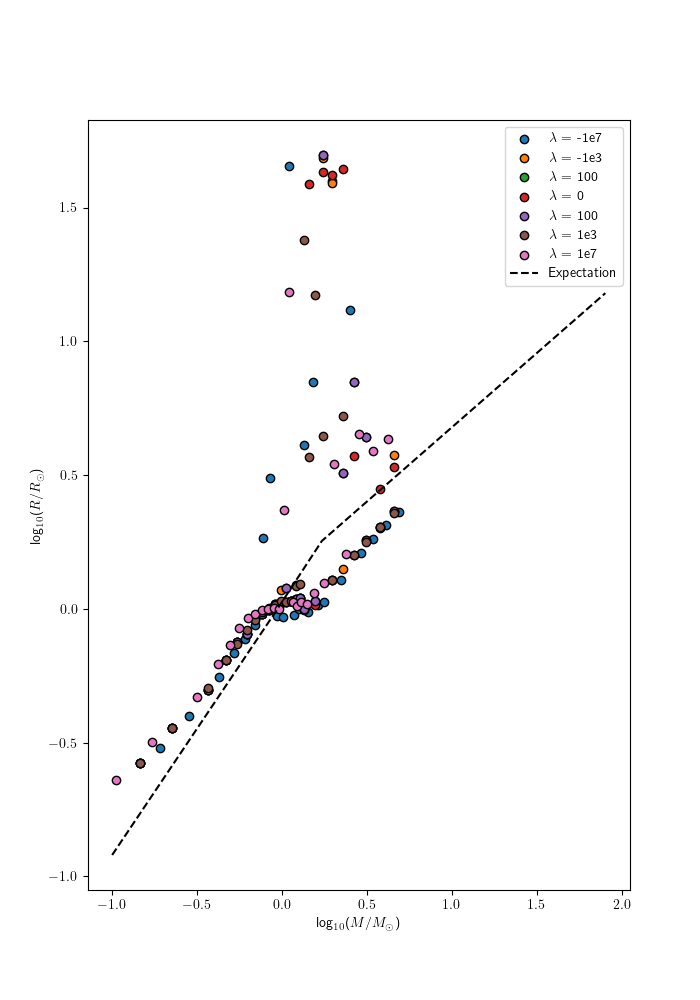 λ = -1e7
λ = -1e3
λ = 100
λ = 0
λ = 100
λ = 1e3
λ = 1e7
Expectation
1.5
1.0
0.5
0.0
−0.5
−1.0
log₁₀(R/R☉)
−1.0 −0.5 0.0 0.5 1.0 1.5 2.0
log₁₀(M/M☉)